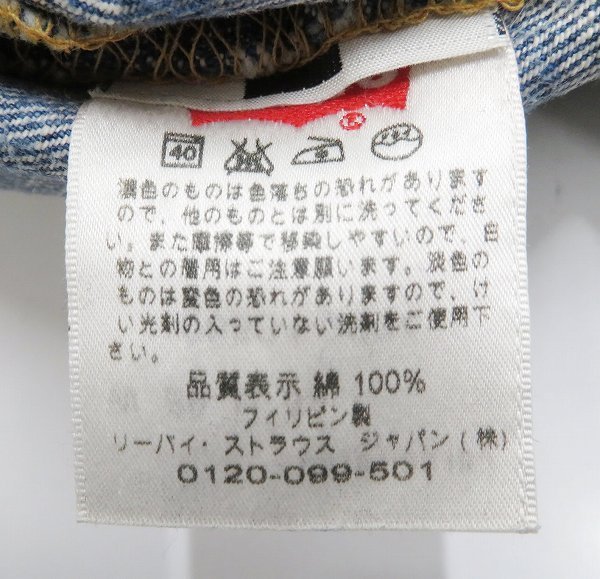 ®
40
濃色のものは色落ちの恐れがあります
ので、他のものとは別に洗ってくださ
い。また摩擦等で移染しやすいので、白
物との着用はご注意願います。淡色の
ものは変色の恐れがありますので、け
い光剤の入っていない洗剤をご使用下
さい。
品質表示 綿 100%
フィリピン製
リーバイ・ストラウス ジャパン(株)
0120-099-501